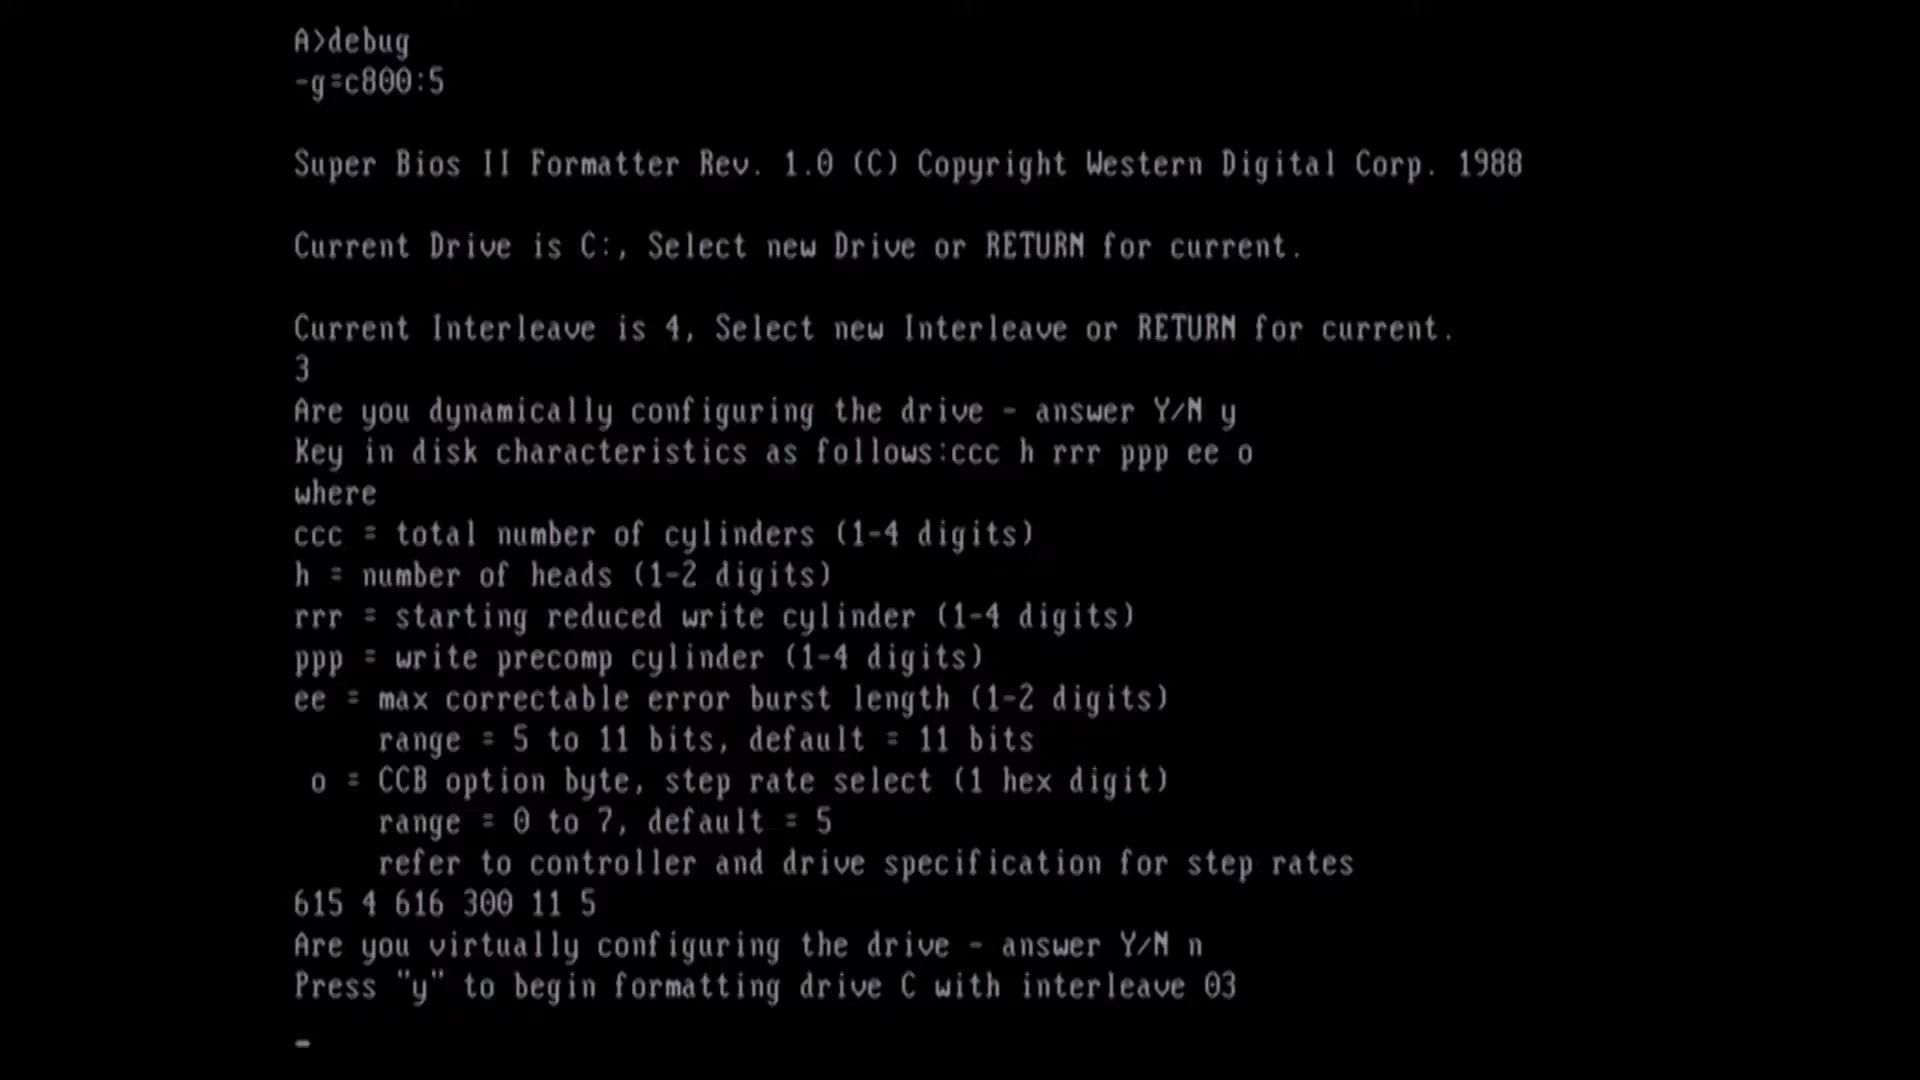 A>debug
-g=c800:5
Super Bios II Formatter Rev. 1.0 (C) Copyright Western Digital Corp. 1988
Current Drive is C:, Select new Drive or RETURN for current.
Current Interleave is 4, Select new Interleave or RETURN for current.
3
Are you dynamically configuring the drive - answer Y/N y
Key in disk characteristics as follows:ccc h rrr ppp ee o
where
ccc = total number of cylinders (1-4 digits)
h = number of heads (1-2 digits)
rrr = starting reduced write cylinder (1-4 digits)
ppp = write precomp cylinder (1-4 digits)
ee = max correctable error burst length (1-2 digits)
range = 5 to 11 bits, default = 11 bits
o = CCB option byte, step rate select (1 hex digit)
range = 0 to 7, default = 5
refer to controller and drive specification for step rates
615 4 616 300 11 5
Are you virtually configuring the drive - answer Y/N n
Press "y" to begin formatting drive C with interleave 03